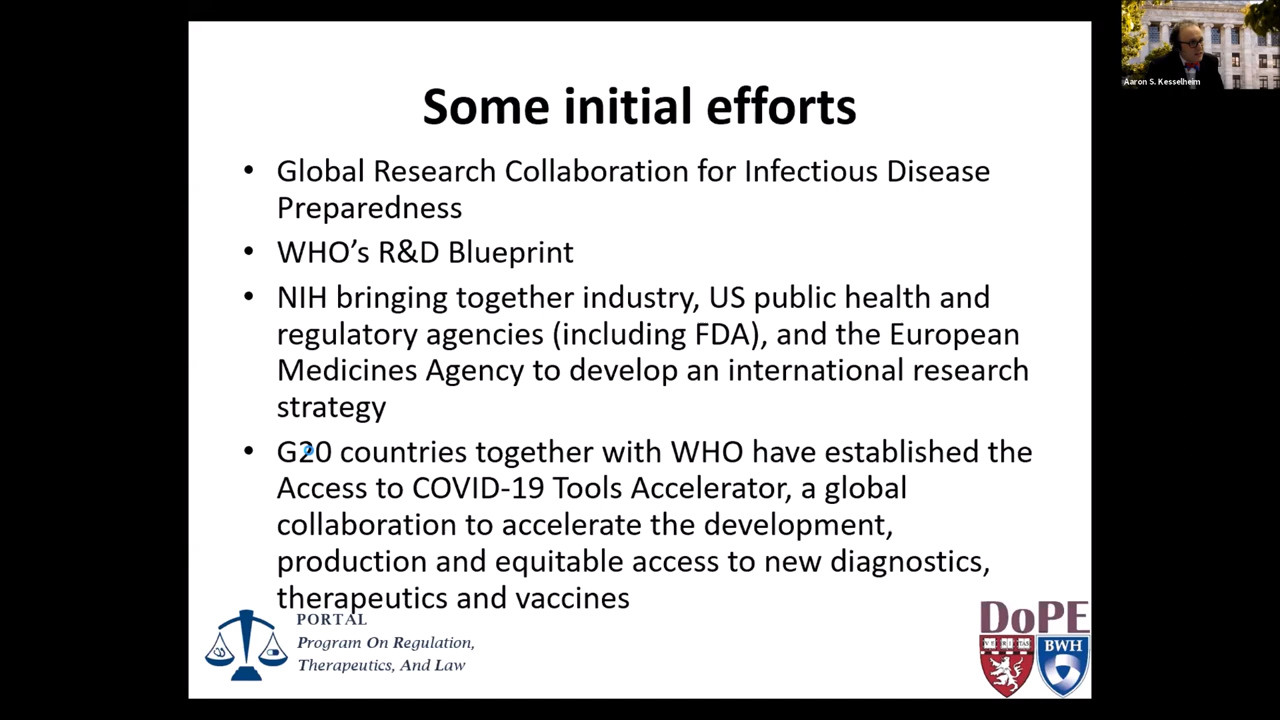 Aaron S. Kesselheim
Some initial efforts
• Global Research Collaboration for Infectious Disease
Preparedness
• WHO’s R&D Blueprint
• NIH bringing together industry, US public health and
regulatory agencies (including FDA), and the European
Medicines Agency to develop an international research
strategy
• G20 countries together with WHO have established the
Access to COVID-19 Tools Accelerator, a global
collaboration to accelerate the development,
production and equitable access to new diagnostics,
therapeutics and vaccines
PORTAL
Program On Regulation,
Therapeutics, And Law
DoPE
BWH